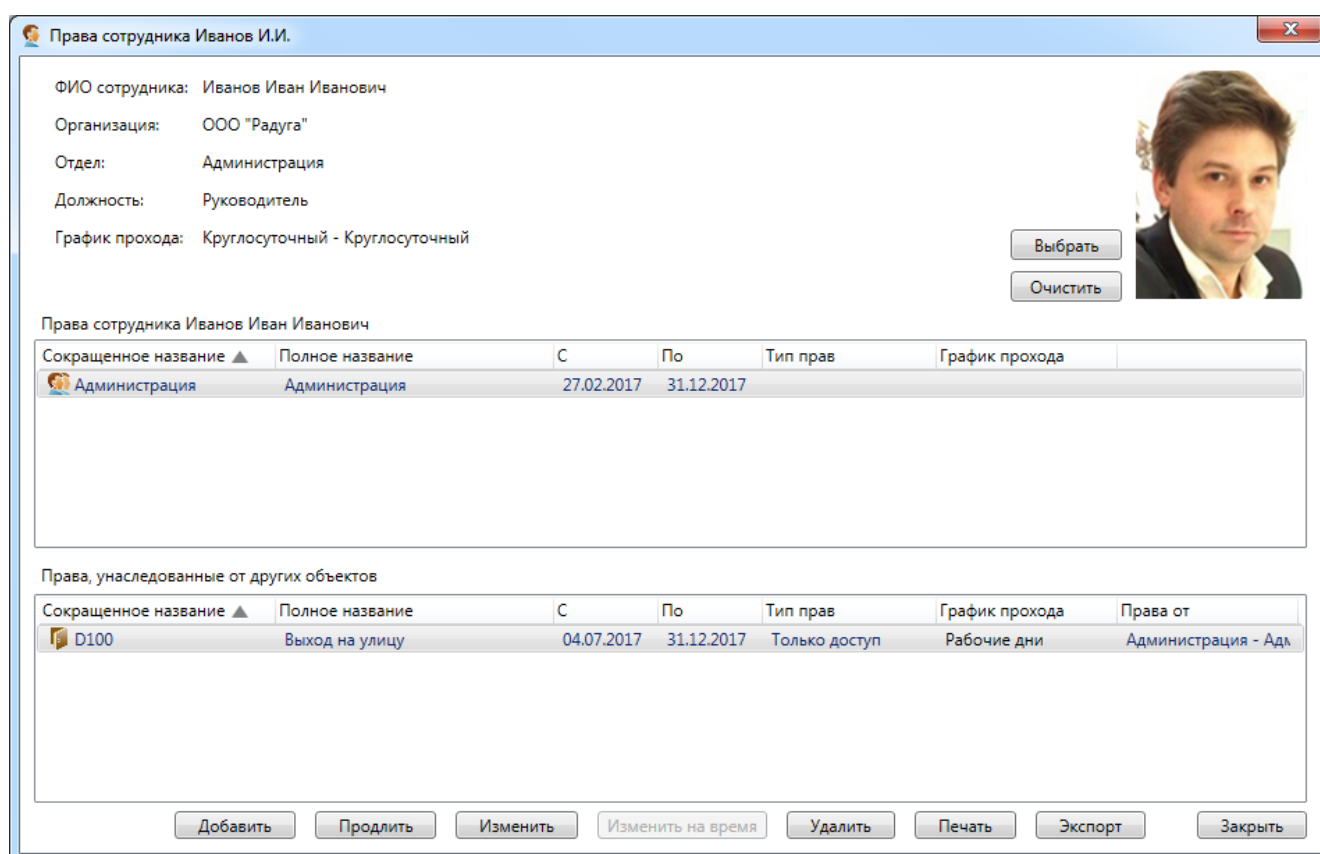 Права сотрудника Иванов И.И.
ФИО сотрудника: Иванов Иван Иванович
Организация: ООО "Радуга"
Отдел: Администрация
Должность: Руководитель
График прохода: Круглосуточный - Круглосуточный
Выбрать
Очистить
Права сотрудника Иванов Иван Иванович
Сокращенное название Полное название С По Тип прав График прохода
Администрация Администрация 27.02.2017 31.12.2017
Права, унаследованные от других объектов
Сокращенное название Полное название С По Тип прав График прохода Права от
D100 Выход на улицу 04.07.2017 31.12.2017 Только доступ Рабочие дни Администрация - Адм
Добавить Продлить Изменить Изменить на время Удалить Печать Экспорт Закрыть